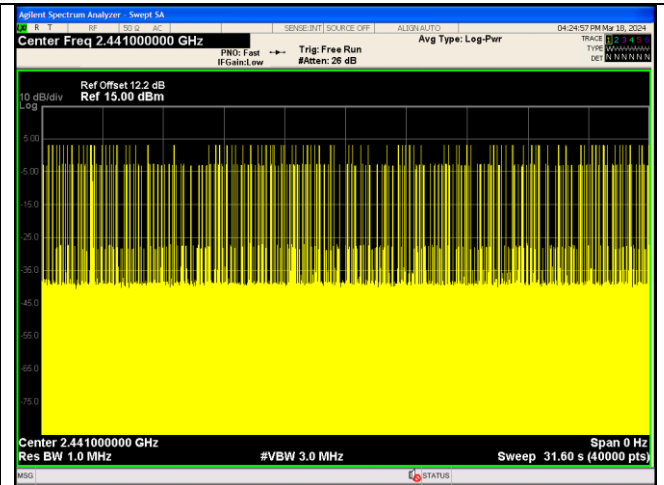 Agilent Spectrum Analyzer - Swept SA
R T RF 50 Ω AC SENSE:INT SOURCE OFF ALIGN AUTO 04:24:57 PM Mar 18, 2024
Center Freq 2.441000000 GHz Avg Type: Log-Pwr TRACE 1 2 3 4 5 6
PNO: Fast Trig: Free Run TYPE WWWWWW
IFGain:Low #Atten: 26 dB DET N N N N N N
Ref Offset 12.2 dB
10 dB/div Ref 15.00 dBm
Log
5.00
-5.00
-15.0
-25.0
-35.0
-45.0
-55.0
-65.0
-75.0
Center 2.441000000 GHz Span 0 Hz
Res BW 1.0 MHz #VBW 3.0 MHz Sweep 31.60 s (40000 pts)
MSG STATUS